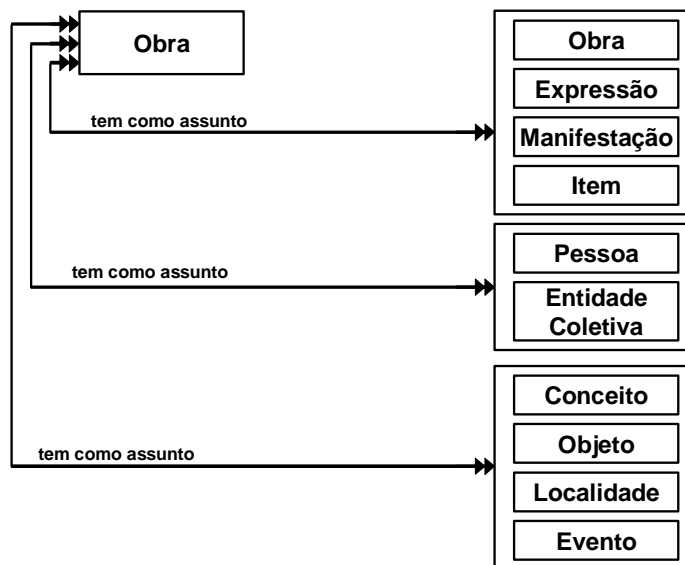 Obra
Obra
Expressão
tem como assunto
Manifestação
Item
Pessoa
tem como assunto
Entidade
Coletiva
Conceito
Objeto
tem como assunto
Localidade
Evento